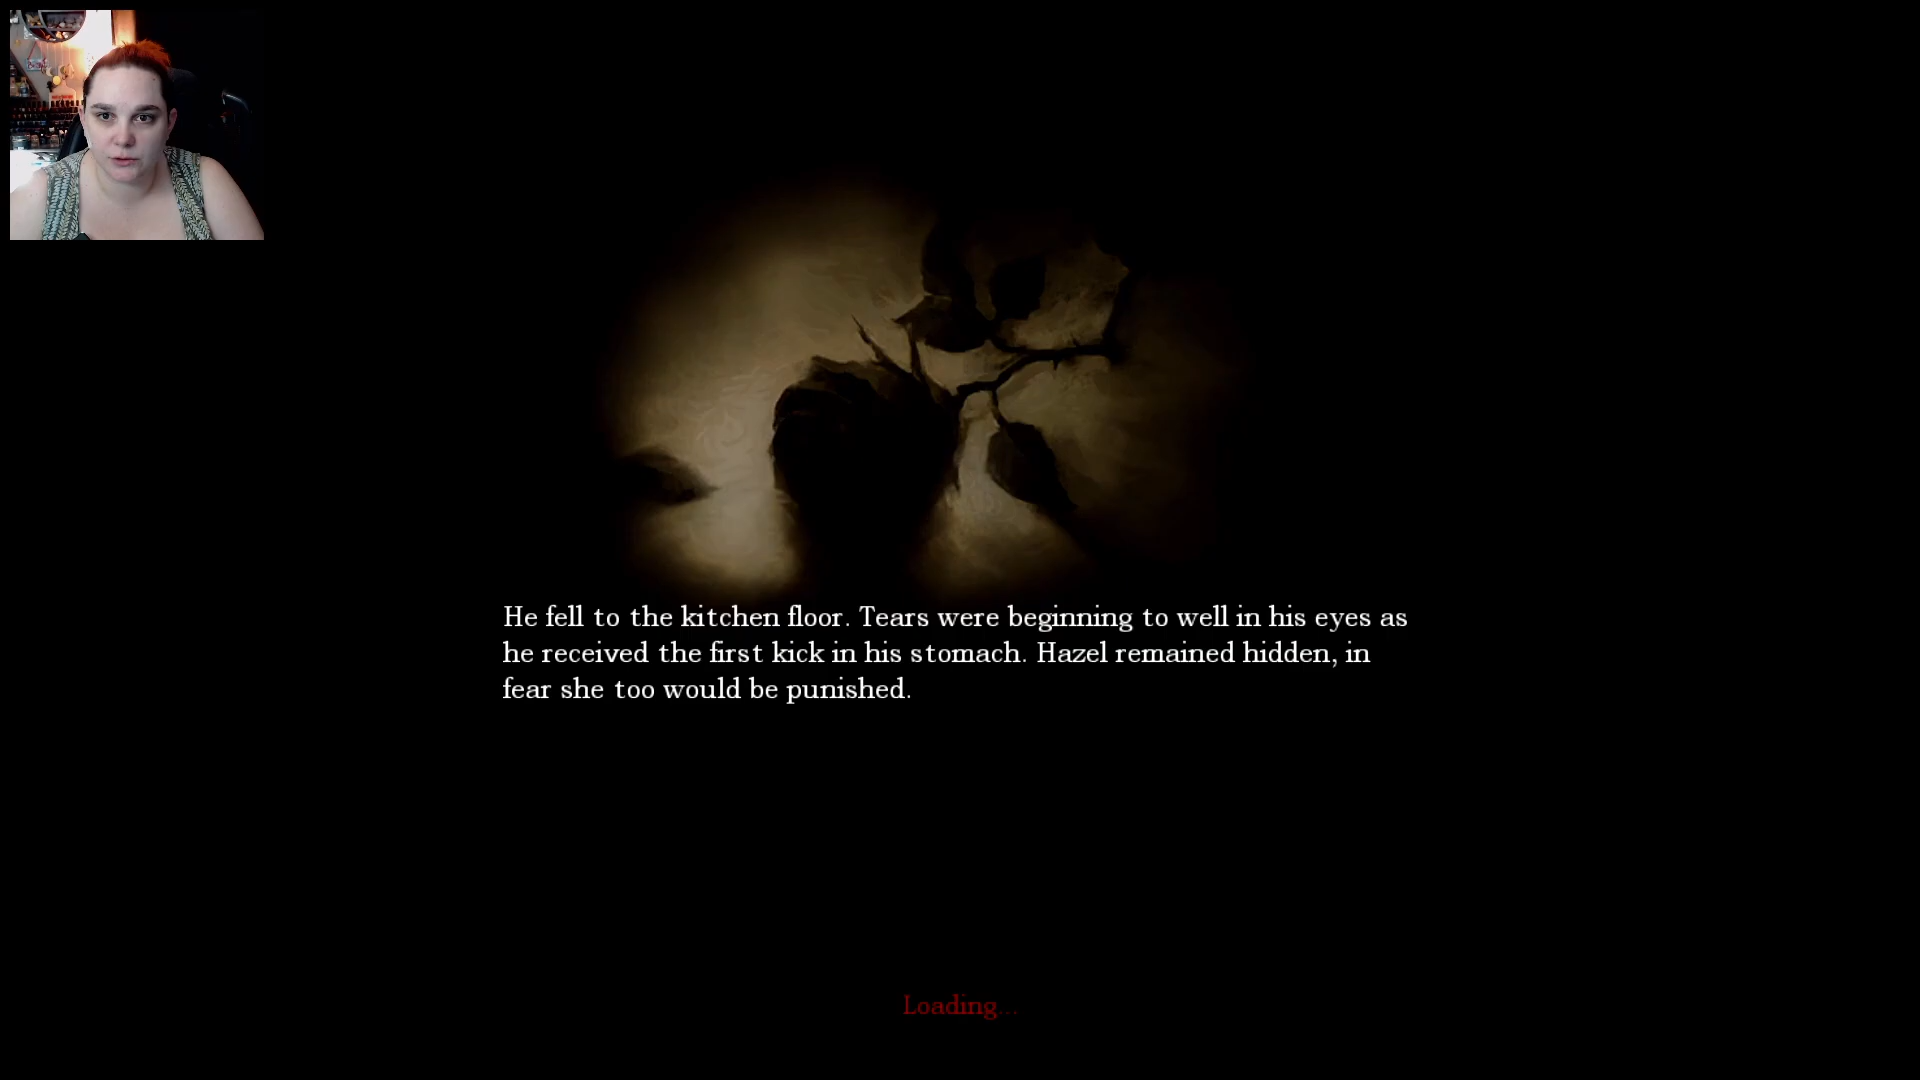 He fell to the kitchen floor. Tears were beginning to well in his eyes as
he received the first kick in his stomach. Hazel remained hidden, in
fear she too would be punished.
Loading...